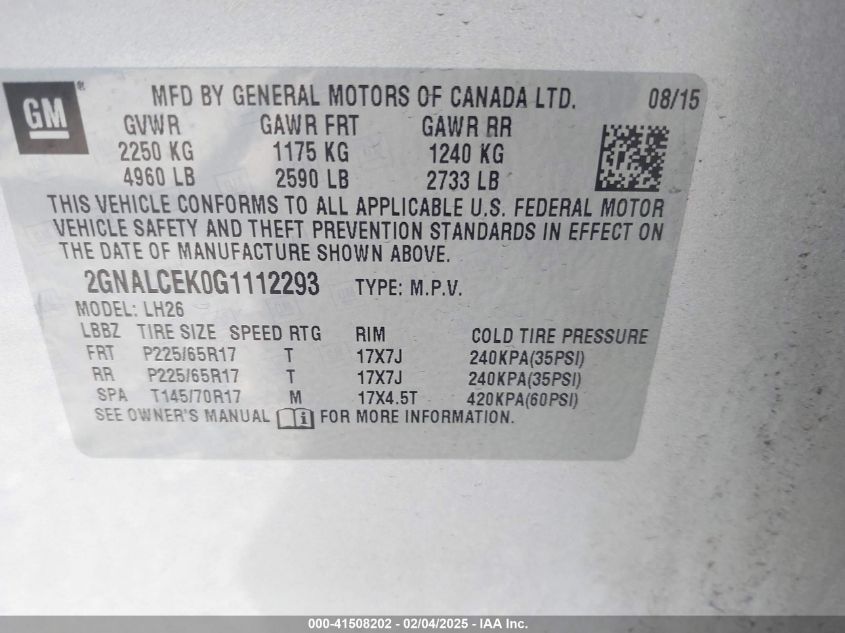 GM®
MFD BY GENERAL MOTORS OF CANADA LTD. 08/15
GVWR GAWR FRT GAWR RR
2250 KG 1175 KG 1240 KG
4960 LB 2590 LB 2733 LB
THIS VEHICLE CONFORMS TO ALL APPLICABLE U.S. FEDERAL MOTOR
VEHICLE SAFETY AND THEFT PREVENTION STANDARDS IN EFFECT ON
THE DATE OF MANUFACTURE SHOWN ABOVE.
2GNALCEK0G1112293 TYPE: M.P.V.
MODEL: LH26
LBBZ TIRE SIZE SPEED RTG RIM COLD TIRE PRESSURE
FRT P225/65R17 T 17X7J 240KPA(35PSI)
RR P225/65R17 T 17X7J 240KPA(35PSI)
SPA T145/70R17 M 17X4.5T 420KPA(60PSI)
SEE OWNER'S MANUAL i FOR MORE INFORMATION.
000-41508202 - 02/04/2025 - IAA Inc.